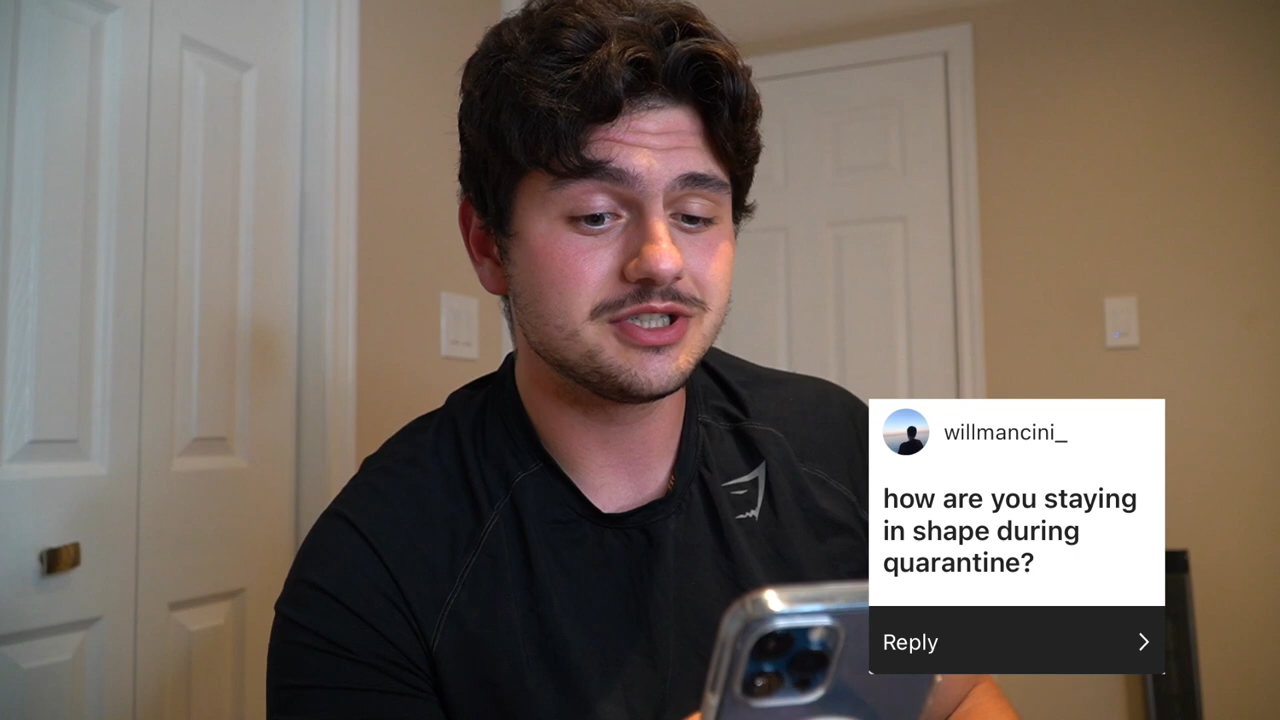 willmancini_
how are you staying
in shape during
quarantine?
Reply